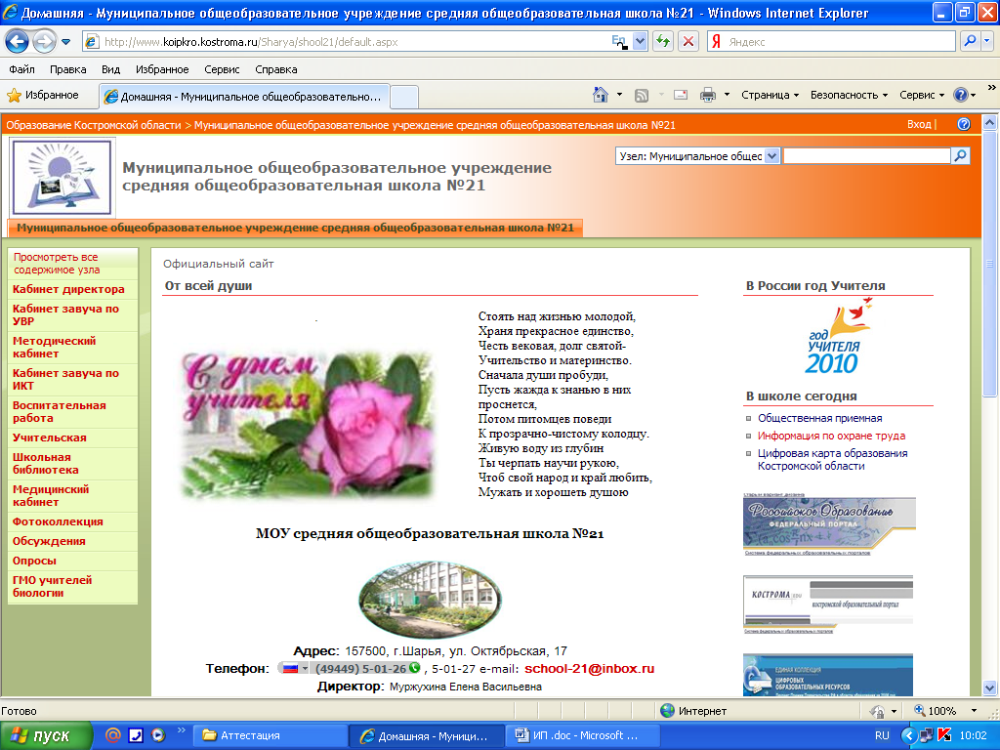 Домашняя - Муниципальное общеобразовательное учреждение средняя общеобразовательная школа №21 - Windows Internet Explorer
http://www.koipkro.kostroma.ru/Sharya/shool21/default.aspx
Яндекс
Файл Правка Вид Избранное Сервис Справка
Избранное
Домашняя - Муниципальное общеобразовательно...
Страница Безопасность Сервис
Образование Костромской области > Муниципальное общеобразовательное учреждение средняя общеобразовательная школа №21
Вход |
Муниципальное общеобразовательное учреждение
средняя общеобразовательная школа №21
Узел: Муниципальное общес
Муниципальное общеобразовательное учреждение средняя общеобразовательная школа №21
Просмотреть все
содержимое узла
Кабинет директора
Кабинет завуча по
УВР
Методический
кабинет
Кабинет завуча по
ИКТ
Воспитательная
работа
Учительская
Школьная
библиотека
Медицинский
кабинет
Фотоколлекция
Обсуждения
Опросы
ГМО учителей
биологии
Официальный сайт
От всей души
С днем
учителя
Стоять над жизнью молодой,
Храня прекрасное единство,
Честь вековая, долг святой-
Учительство и материнство.
Сначала души пробуди,
Пусть жажда к знанью в них
проснется,
Потом питомцев поведи
К прозрачно-чистому колодцу.
Живую воду из глубин
Ты черпать научи рукою,
Чтоб свой народ и край любить,
Мужать и хорошеть душою
МОУ средняя общеобразовательная школа №21
Адрес: 157500, г.Шарья, ул. Октябрьская, 17
Телефон: (49449) 5-01-26 , 5-01-27 e-mail: school-21@inbox.ru
Директор: Муржухина Елена Васильевна
В России год Учителя
ГОД
УЧИТЕЛЯ
2010
В школе сегодня
Общественная приемная
Информация по охране труда
Цифровая карта образования
Костромской области
Старый вариант дизайна
Российское Образование
ФЕДЕРАЛЬНЫЙ ПОРТАЛ
Система федеральных образовательных порталов
КОСТРОМА EDU
костромской образовательный портал
Система федеральных образовательных порталов
ЕДИНАЯ КОЛЛЕКЦИЯ
ЦИФРОВЫХ
ОБРАЗОВАТЕЛЬНЫХ РЕСУРСОВ
Готово
Интернет
100%
пуск
Аттестация
Домашняя - Муници...
ИП .doc - Microsoft ...
RU
10:02